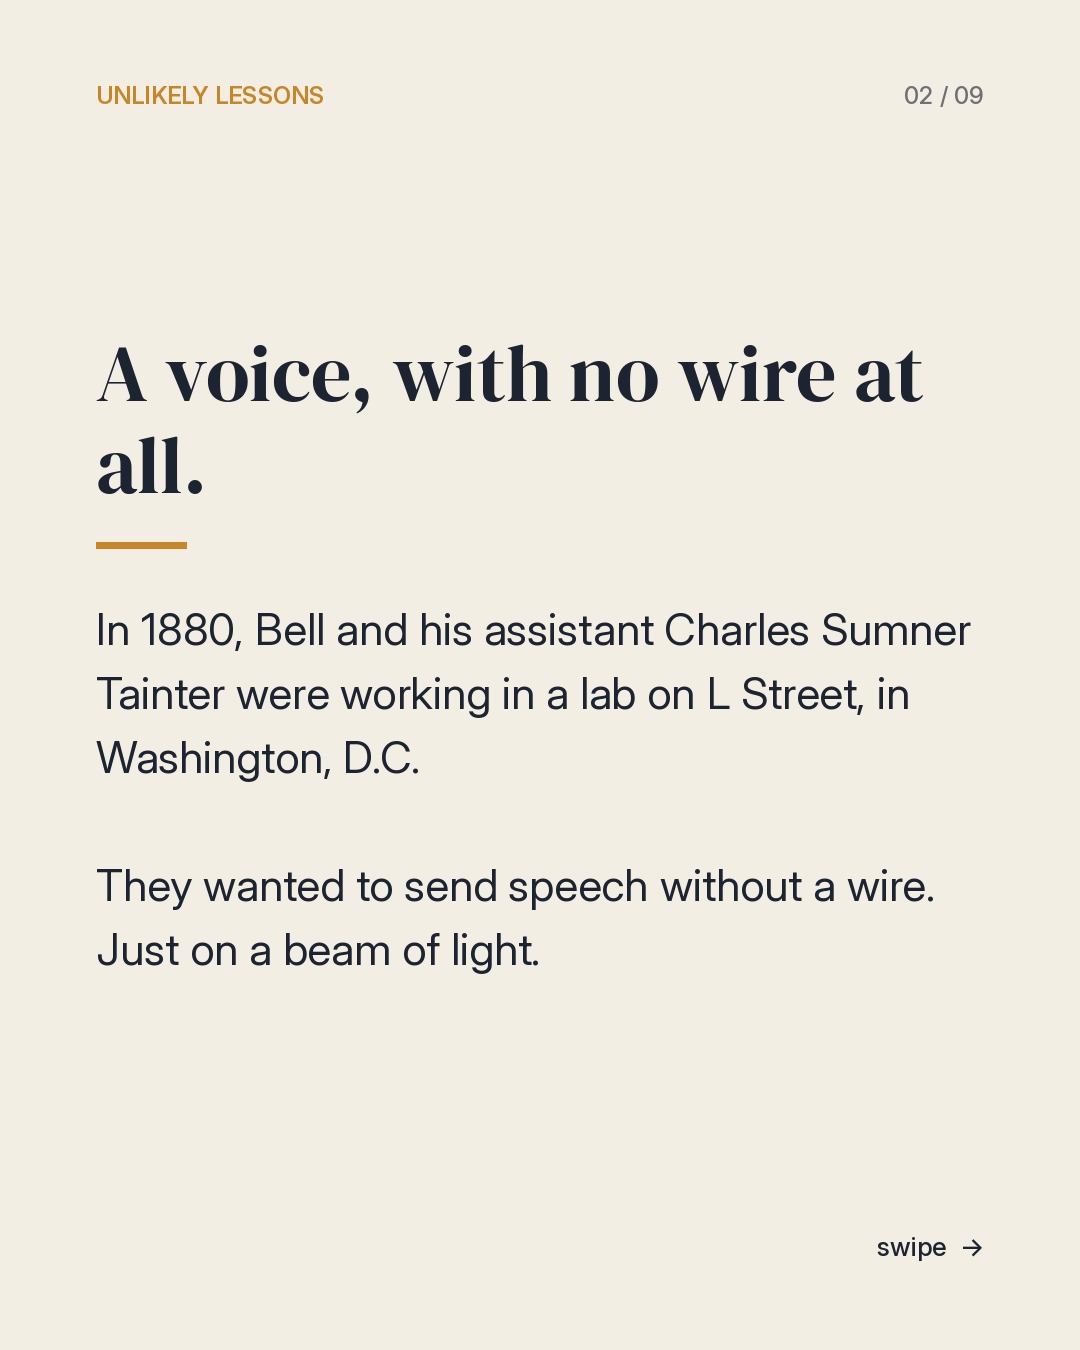 UNLIKELY LESSONS
02 / 09
A voice, with no wire at
all.
In 1880, Bell and his assistant Charles Sumner
Tainter were working in a lab on L Street, in
Washington, D.C.
They wanted to send speech without a wire.
Just on a beam of light.
swipe →